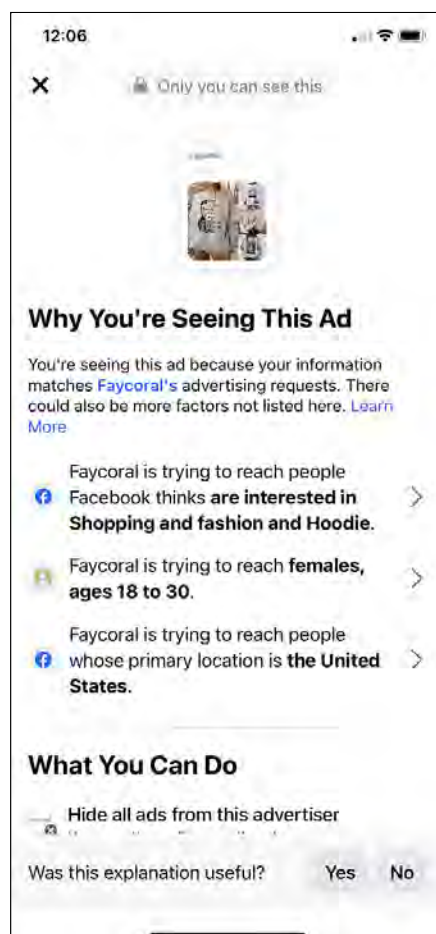 12:06
Only you can see this
Why You're Seeing This Ad
You're seeing this ad because your information
matches Faycoral's advertising requests. There
could also be more factors not listed here. Learn
More
Faycoral is trying to reach people
Facebook thinks are interested in
Shopping and fashion and Hoodie.
Faycoral is trying to reach females,
ages 18 to 30.
Faycoral is trying to reach people
whose primary location is the United
States.
What You Can Do
Hide all ads from this advertiser
Was this explanation useful? Yes No